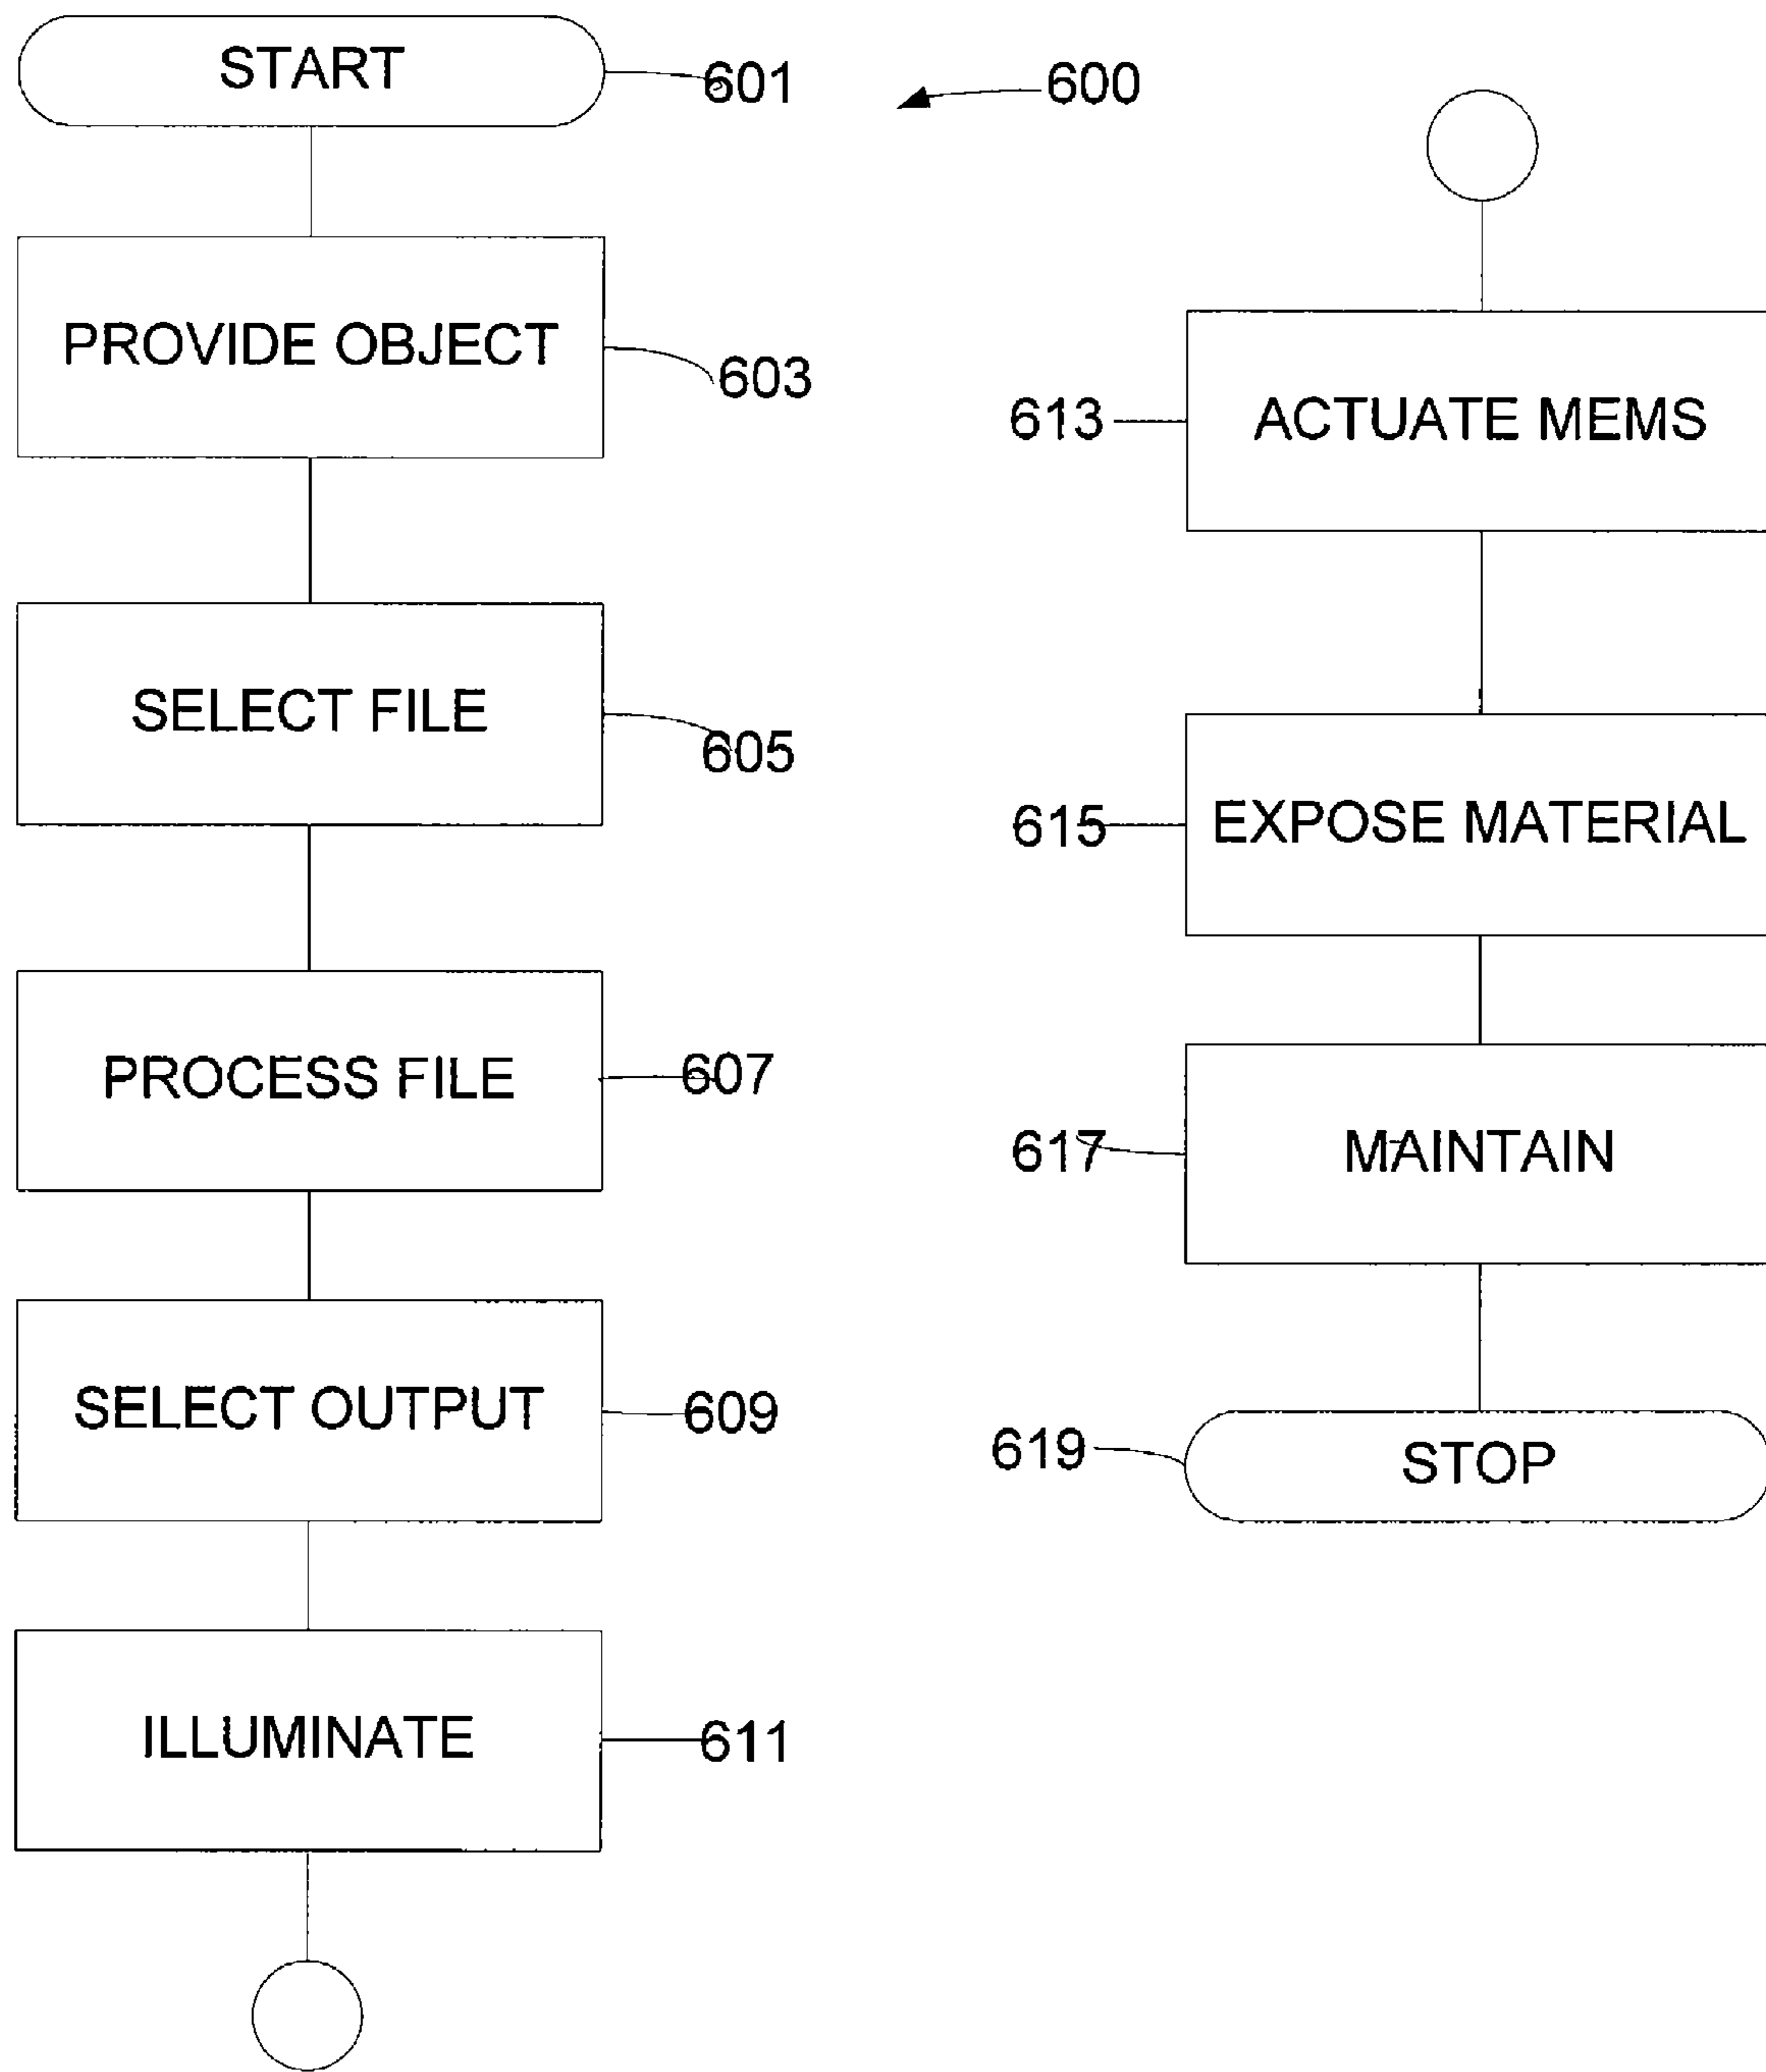 START
601
600
PROVIDE OBJECT
603
SELECT FILE
605
PROCESS FILE
607
SELECT OUTPUT
609
ILLUMINATE
611
613
ACTUATE MEMS
615
EXPOSE MATERIAL
617
MAINTAIN
619
STOP